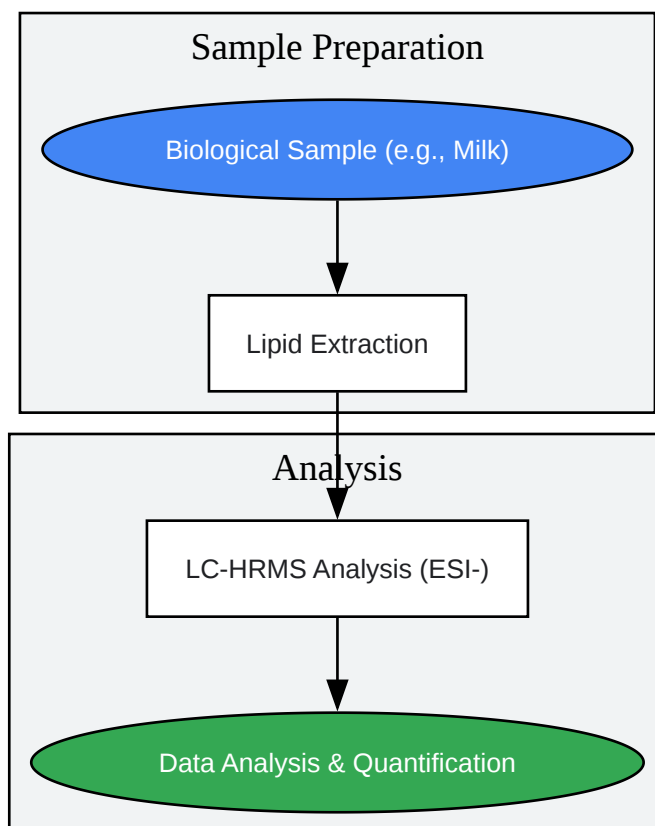 Sample Preparation
Biological Sample (e.g., Milk)
Lipid Extraction
Analysis
LC-HRMS Analysis (ESI-)
Data Analysis & Quantification